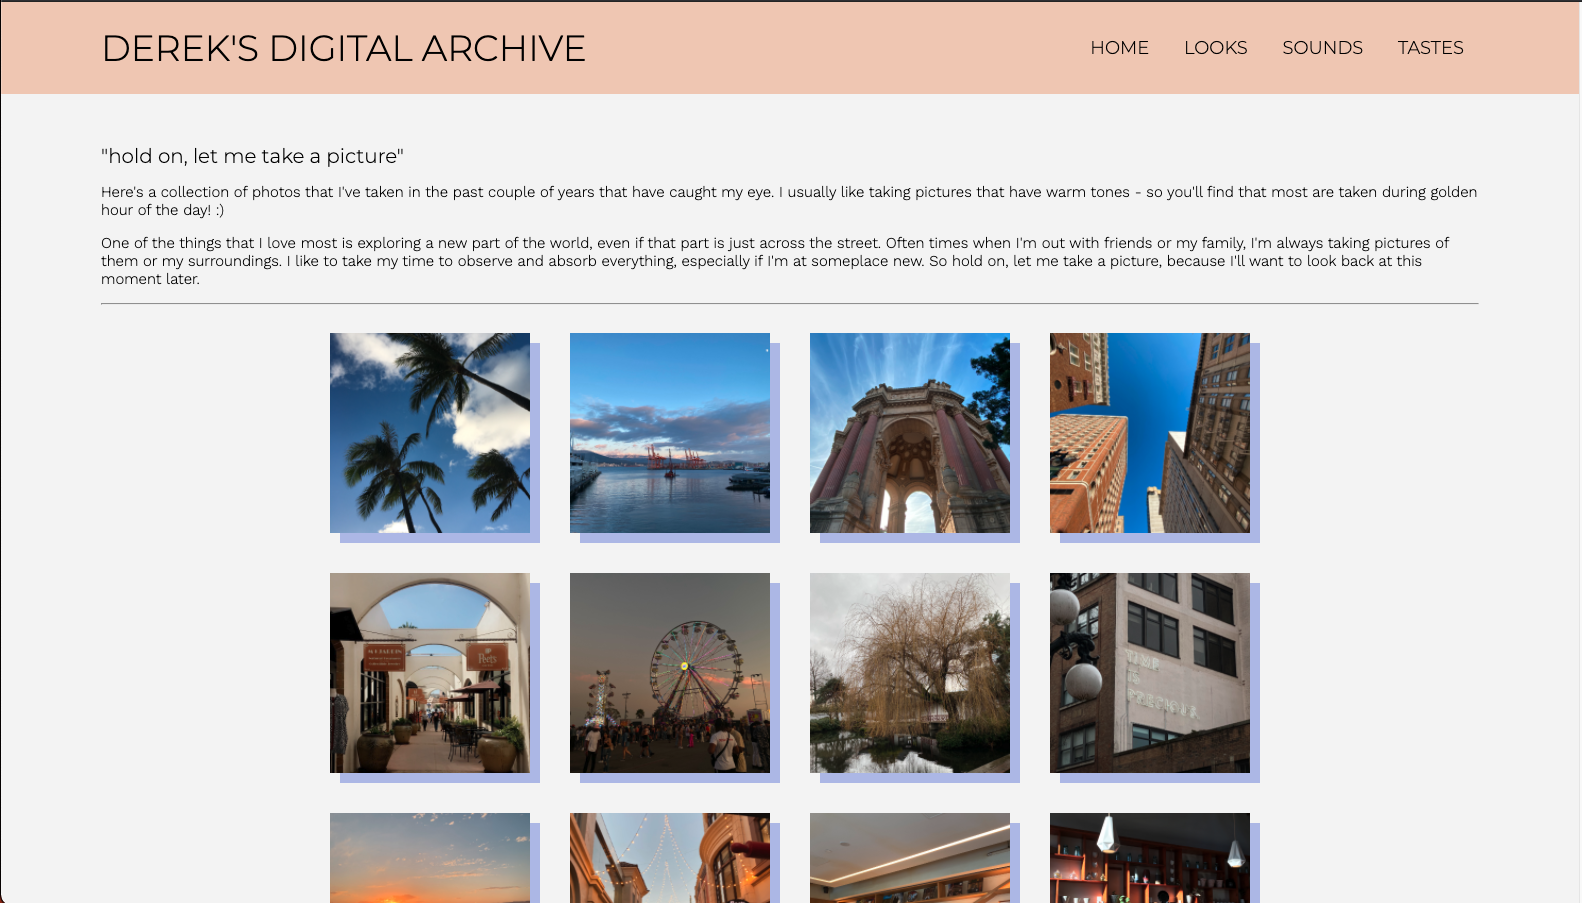 DEREK'S DIGITAL ARCHIVE
HOME LOOKS SOUNDS TASTES
"hold on, let me take a picture"
Here's a collection of photos that I've taken in the past couple of years that have caught my eye. I usually like taking pictures that have warm tones - so you'll find that most are taken during golden
hour of the day! :)
One of the things that I love most is exploring a new part of the world, even if that part is just across the street. Often times when I'm out with friends or my family, I'm always taking pictures of
them or my surroundings. I like to take my time to observe and absorb everything, especially if I'm at someplace new. So hold on, let me take a picture, because I'll want to look back at this
moment later.
Peet's
TIME
IS
PRECIOUS